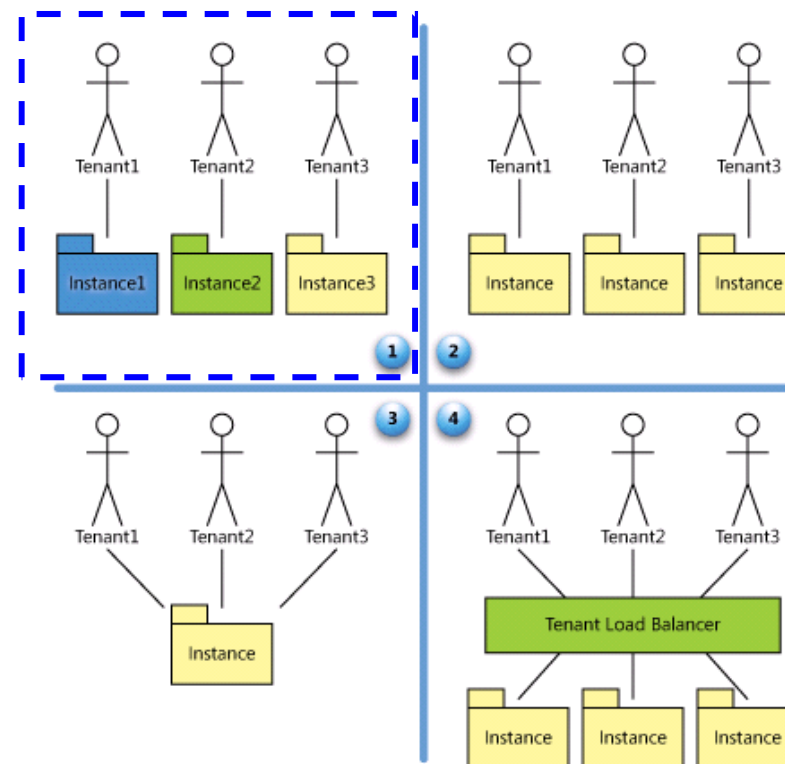 Tenant1 Tenant2 Tenant3
Instance1 Instance2 Instance3
1
Tenant1 Tenant2 Tenant3
Instance Instance Instance
2
3
Tenant1 Tenant2 Tenant3
Instance
4
Tenant1 Tenant2 Tenant3
Tenant Load Balancer
Instance Instance Instance